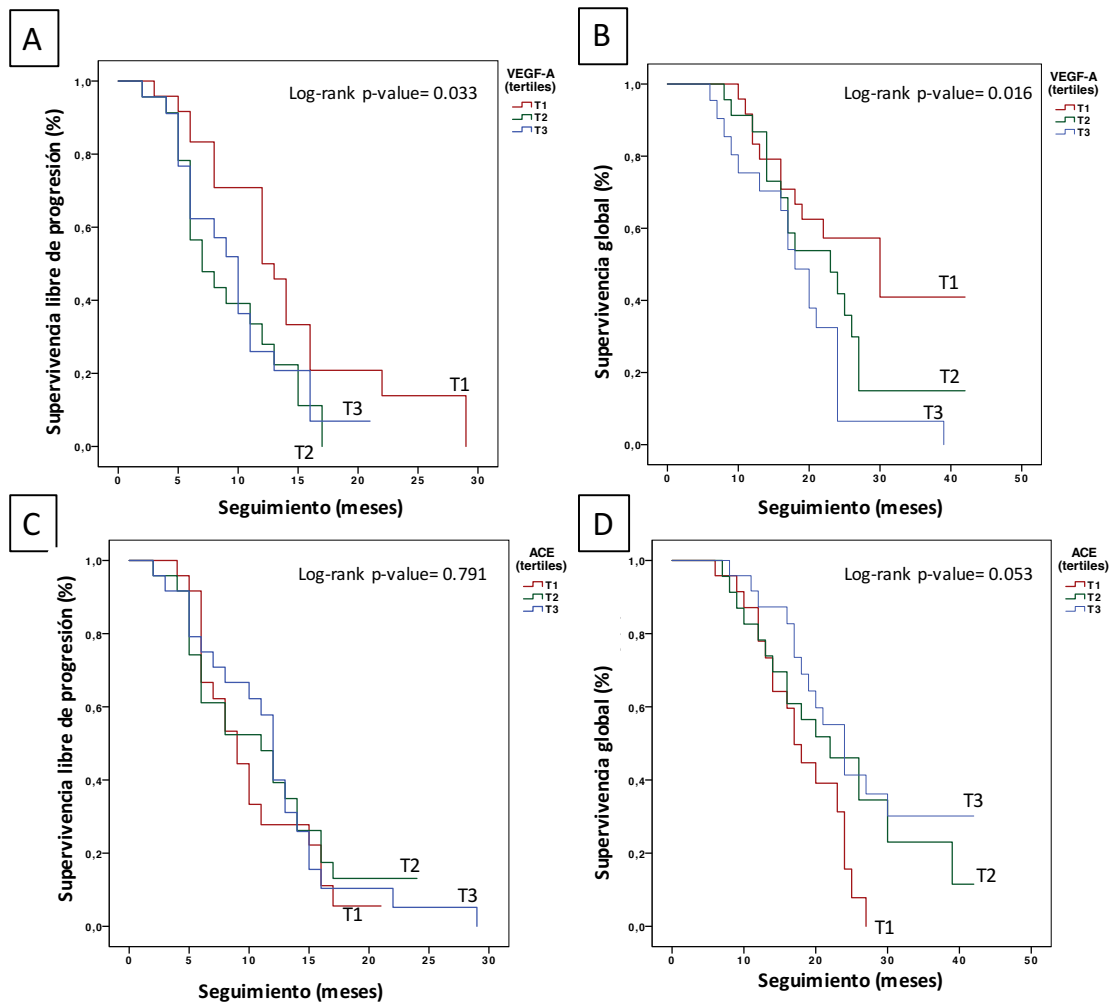 A
Log-rank p-value= 0.033
VEGF-A
(tertiles)
T1
T2
T3
Supervivencia libre de progresión (%)
1,0
0,8
0,6
0,4
0,2
0,0
T1
T3
T2
0 5 10 15 20 25 30
Seguimiento (meses)
B
Log-rank p-value= 0.016
VEGF-A
(tertiles)
T1
T2
T3
Supervivencia global (%)
1,0
0,8
0,6
0,4
0,2
0,0
T1
T2
T3
0 10 20 30 40 50
Seguimiento (meses)
C
Log-rank p-value= 0.791
ACE
(tertiles)
T1
T2
T3
Supervivencia libre de progresión (%)
1,0
0,8
0,6
0,4
0,2
0,0
T2
T3
T1
0 5 10 15 20 25 30
Seguimiento (meses)
D
Log-rank p-value= 0.053
ACE
(tertiles)
T1
T2
T3
Supervivencia global (%)
1,0
0,8
0,6
0,4
0,2
0,0
T3
T2
T1
0 10 20 30 40 50
Seguimiento (meses)